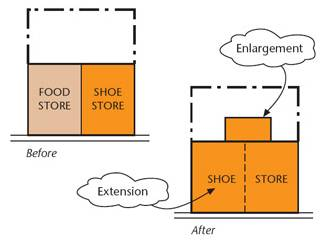 FOOD
STORE
SHOE
STORE
Before
Enlargement
Extension
SHOE
STORE
After